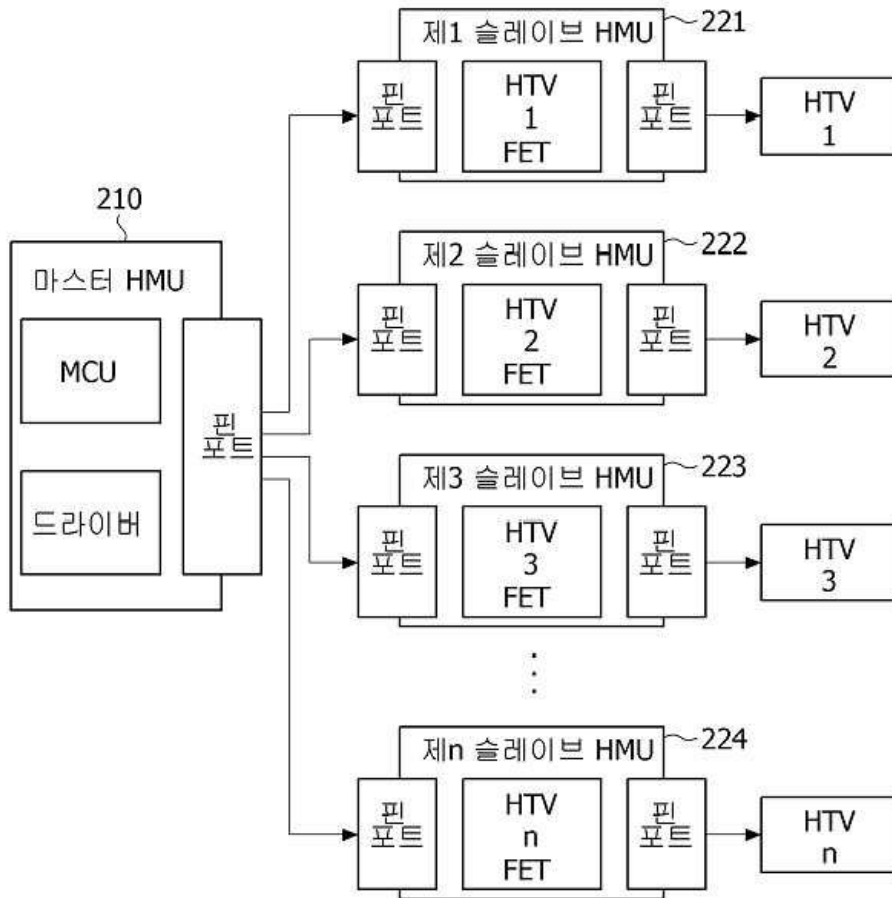 210
마스터 HMU
MCU
드라이버
핀
포트
제1 슬레이브 HMU
221
핀
포트
HTV
1
FET
핀
포트
HTV
1
제2 슬레이브 HMU
222
핀
포트
HTV
2
FET
핀
포트
HTV
2
제3 슬레이브 HMU
223
핀
포트
HTV
3
FET
핀
포트
HTV
3
제n 슬레이브 HMU
224
핀
포트
HTV
n
FET
핀
포트
HTV
n